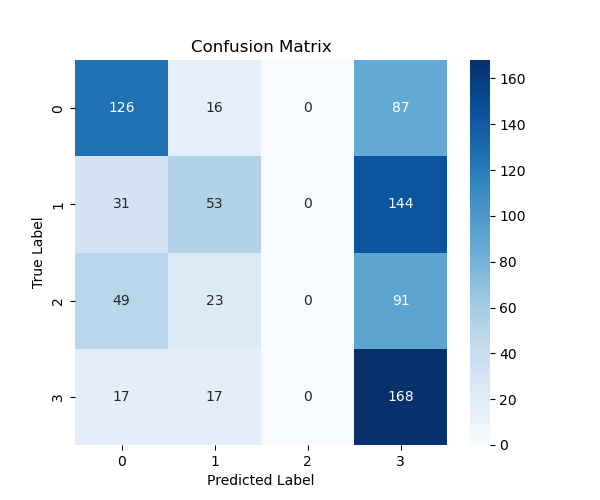 Confusion Matrix
True Label
0 126 16 0 87
1 31 53 0 144
2 49 23 0 91
3 17 17 0 168
0 1 2 3
Predicted Label
160
140
120
100
80
60
40
20
0